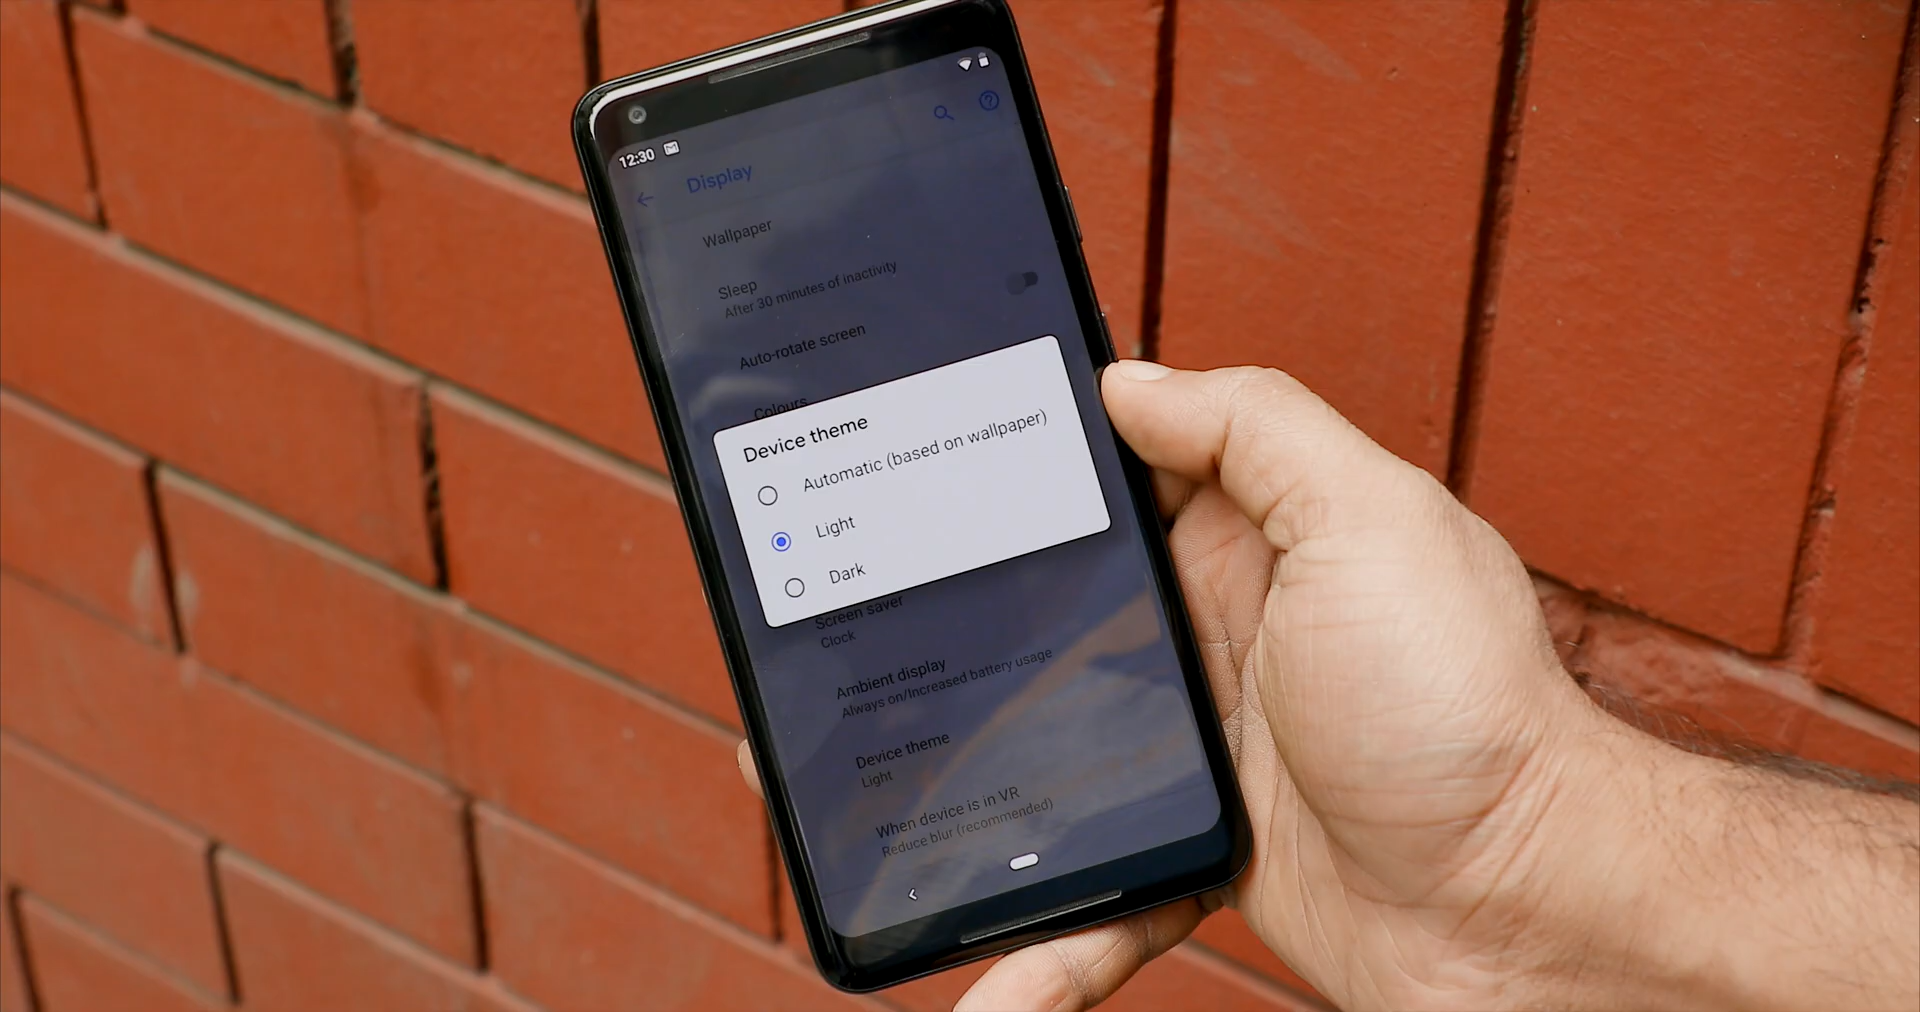 12:30
Display
Wallpaper
Sleep
After 30 minutes of inactivity
Auto-rotate screen
Colours
Device theme
Automatic (based on wallpaper)
Light
Dark
Screen saver
Clock
Ambient display
Always on/Increased battery usage
Device theme
Light
When device is in VR
Reduce blur (recommended)